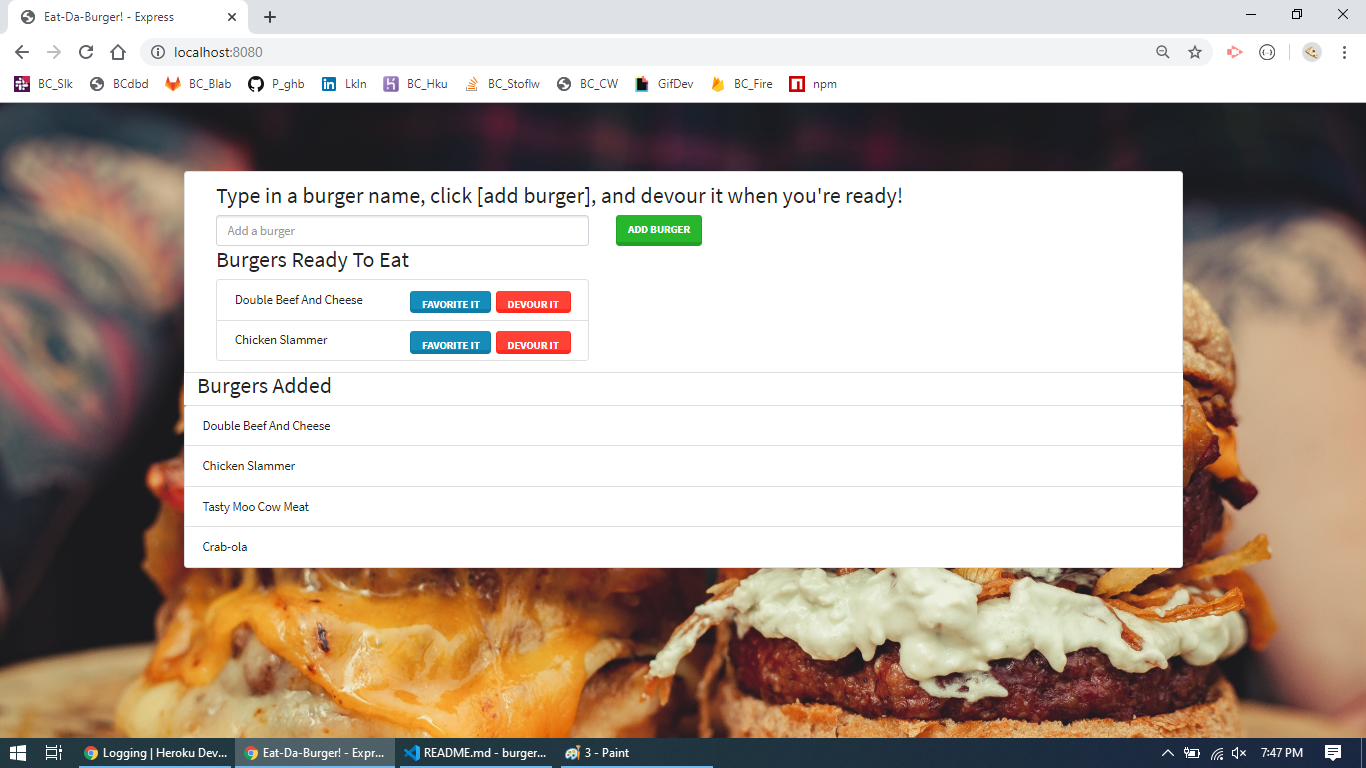 Eat-Da-Burger! - Express
localhost:8080
BC_Slk BCdbd BC_Blab P_ghb LkIn BC_Hku BC_Stoflw BC_CW GifDev BC_Fire npm
Type in a burger name, click [add burger], and devour it when you're ready!
Add a burger ADD BURGER
Burgers Ready To Eat
Double Beef And Cheese FAVORITE IT DEVOUR IT
Chicken Slammer FAVORITE IT DEVOUR IT
Burgers Added
Double Beef And Cheese
Chicken Slammer
Tasty Moo Cow Meat
Crab-ola
Logging | Heroku Dev... Eat-Da-Burger! - Expr... README.md - burger... 3 - Paint 7:47 PM